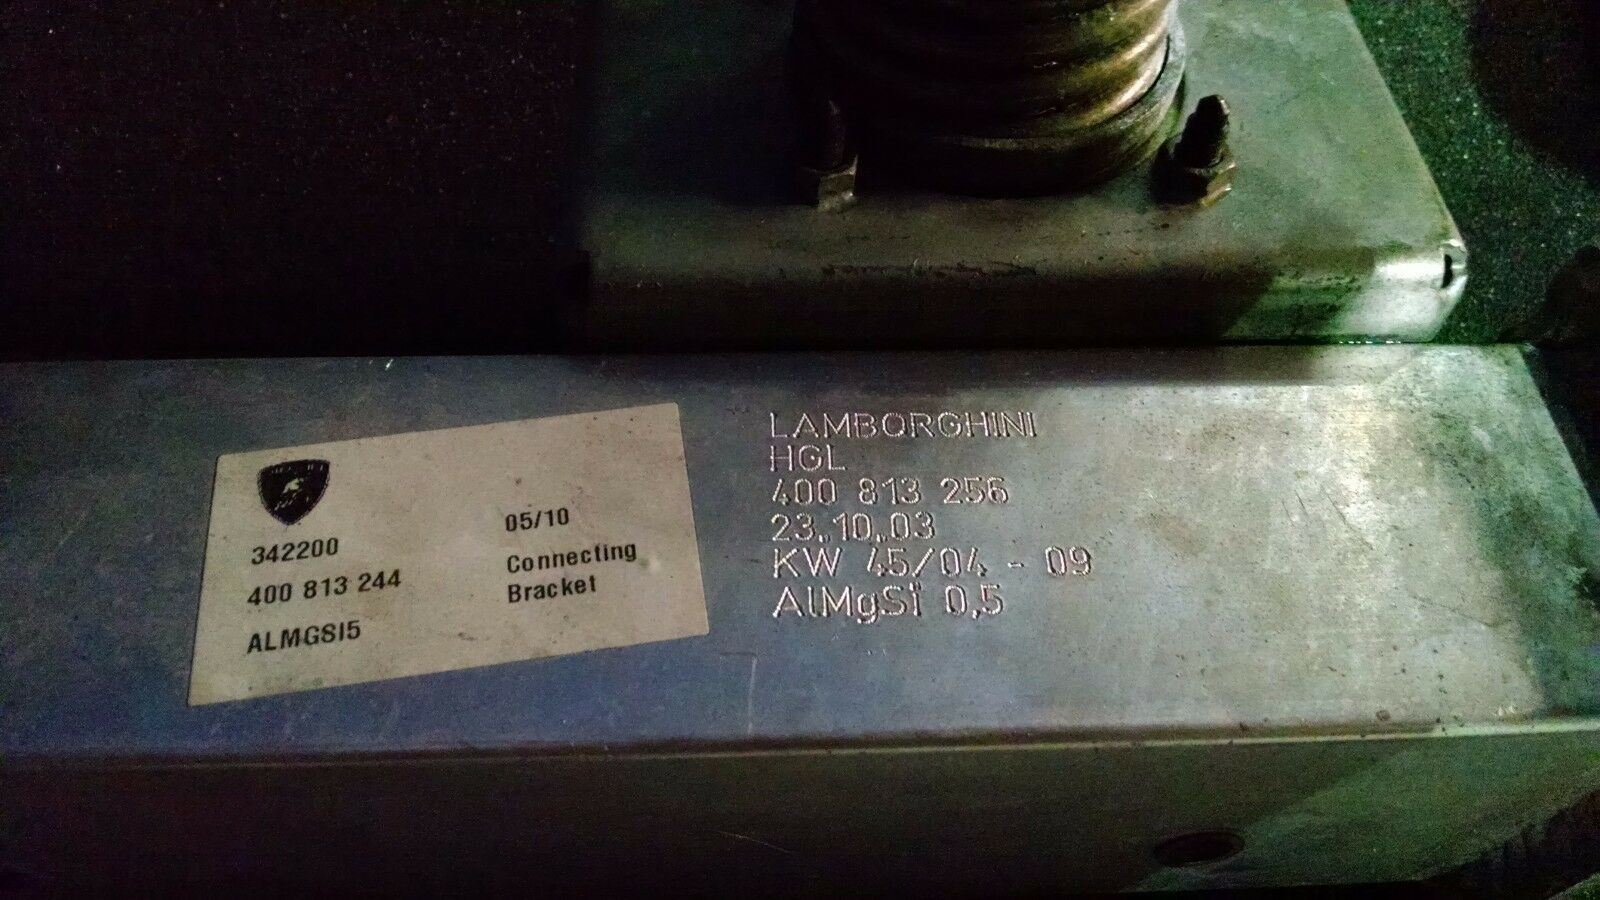 342200
400 813 244
ALMGSI5
05/10
Connecting
Bracket
LAMBORGHINI
HGL
400 813 256
23.10.03
KW 45/04 - 09
AlMgSi 0,5